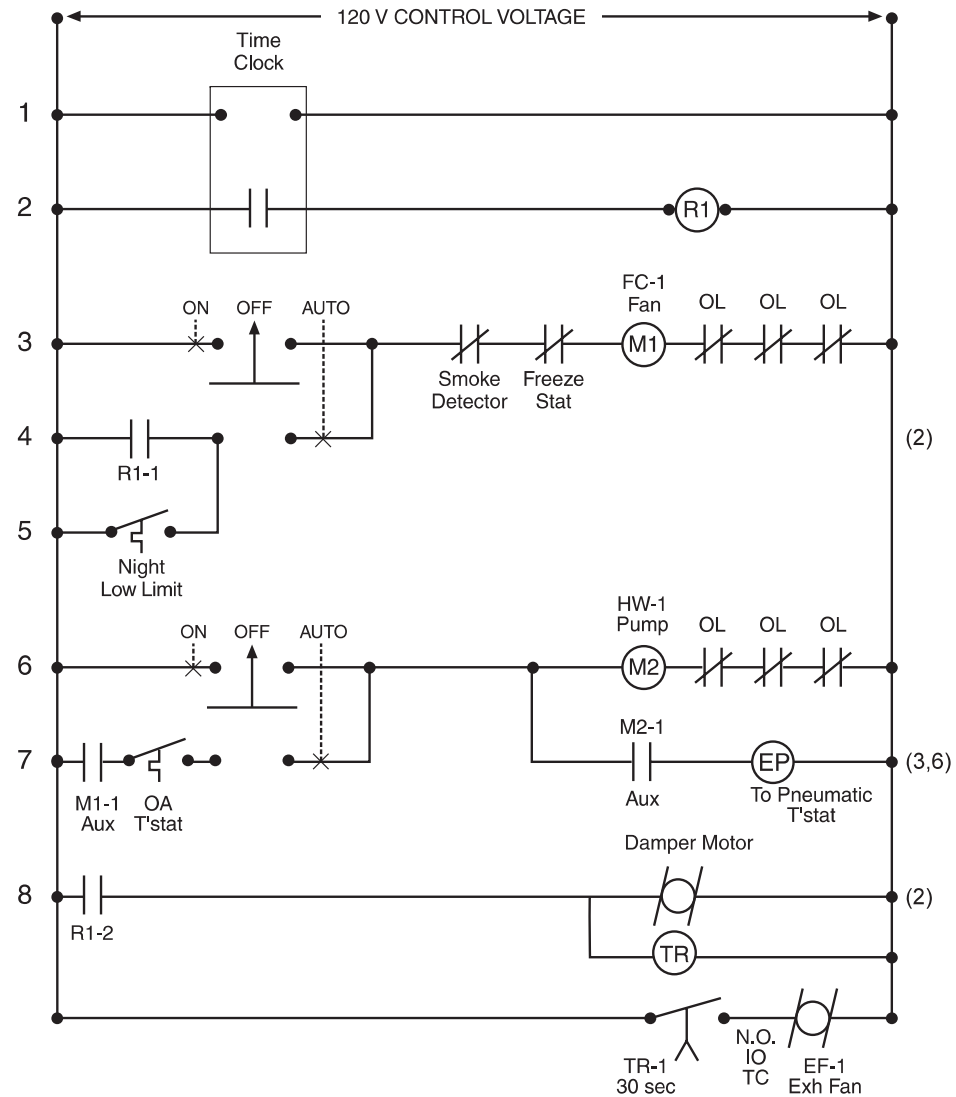 120 V CONTROL VOLTAGE
Time
Clock
1
2
R1
FC-1
Fan
ON
OFF
AUTO
OL
OL
OL
3
M1
Smoke
Detector
Freeze
Stat
4
(2)
R1-1
5
Night
Low Limit
HW-1
Pump
ON
OFF
AUTO
OL
OL
OL
6
M2
M2-1
7
EP
(3,6)
M1-1
Aux
OA
T'stat
Aux
To Pneumatic
T'stat
Damper Motor
8
(2)
R1-2
TR
TR-1
30 sec
N.O.
IO
TC
EF-1
Exh Fan